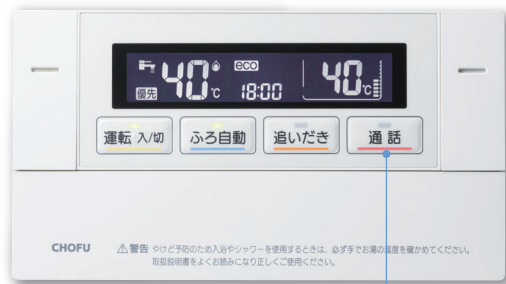 40℃ eco 40℃
優先 18:00
運転 入/切 ふろ自動 追いだき 通話
CHOFU
⚠警告 やけど予防のため入浴やシャワーを使用するときは、必ず手でお湯の温度を確かめてください。
取扱説明書をよくお読みになり正しくご使用ください。